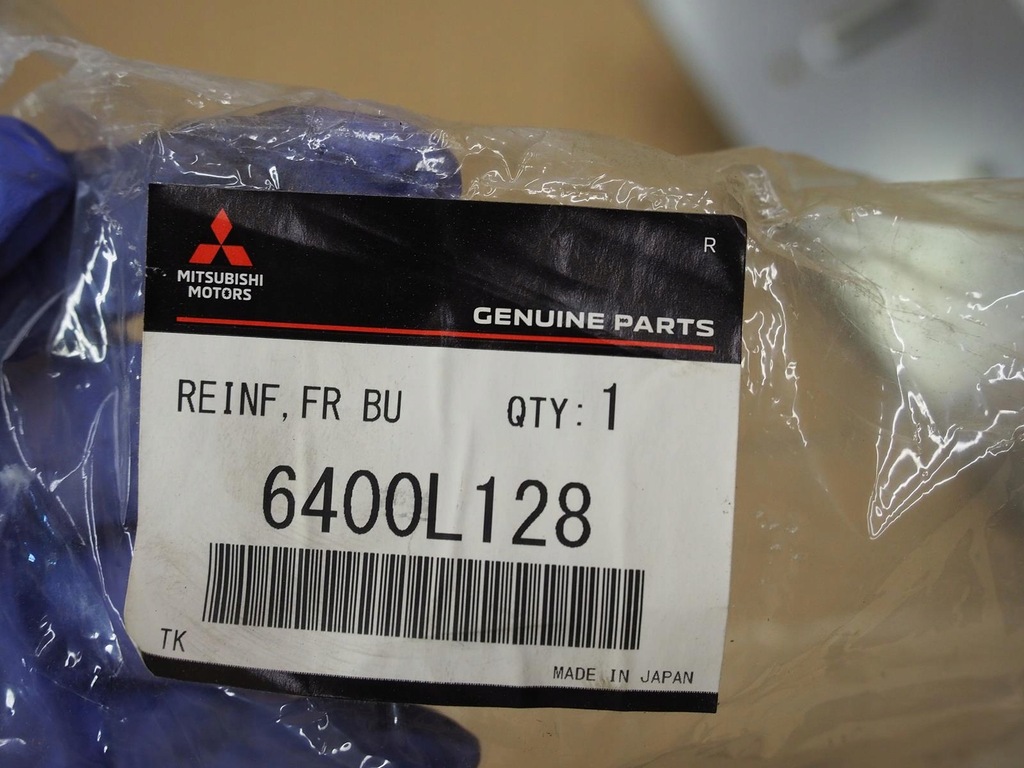 R
MITSUBISHI
MOTORS
GENUINE PARTS
REINF,FR BU QTY: 1
6400L128
TK
MADE IN JAPAN